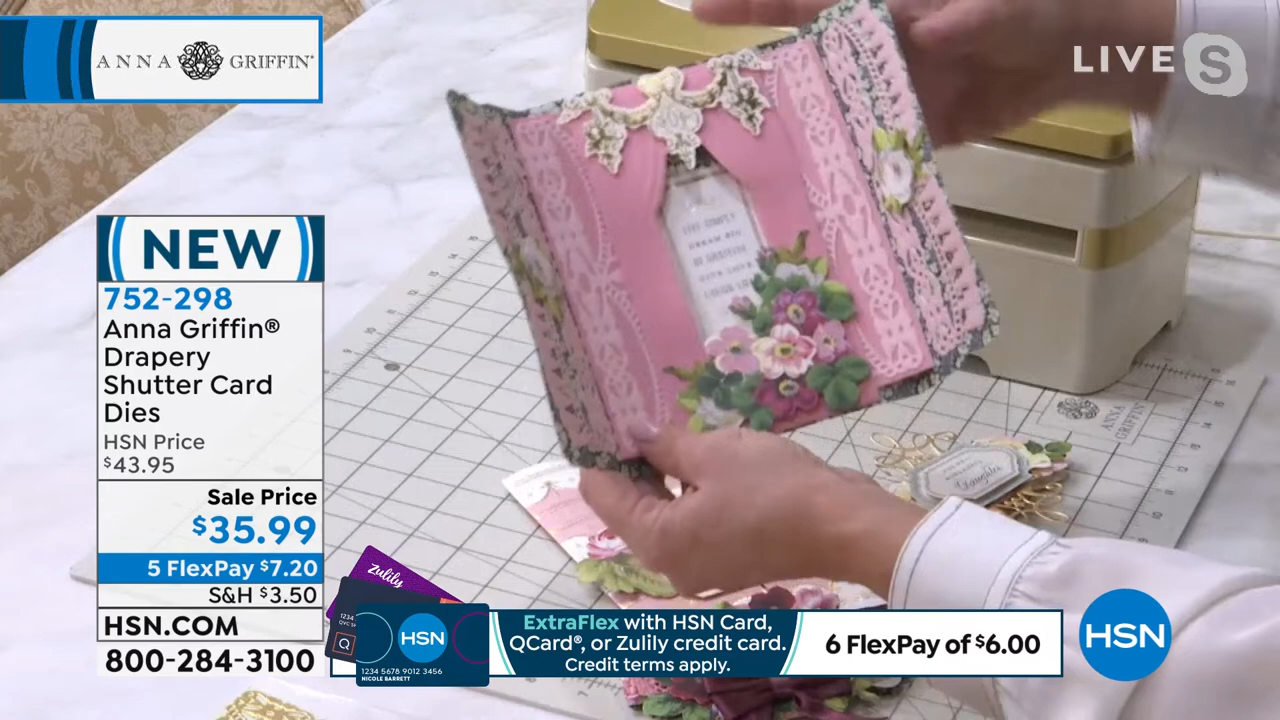 ANNA GRIFFIN
LIVE S
NEW
752-298
Anna Griffin®
Drapery
Shutter Card
Dies
HSN Price
$43.95
Sale Price
$35.99
5 FlexPay $7.20
S&H $3.50
HSN.COM
800-284-3100
Zulily
HSN
Q
1234 5678 9012 3456
NICOLE BARRETT
ExtraFlex with HSN Card,
QCard®, or Zulily credit card.
Credit terms apply.
6 FlexPay of $6.00
HSN
ANNA
GRIFFIN
Daughter